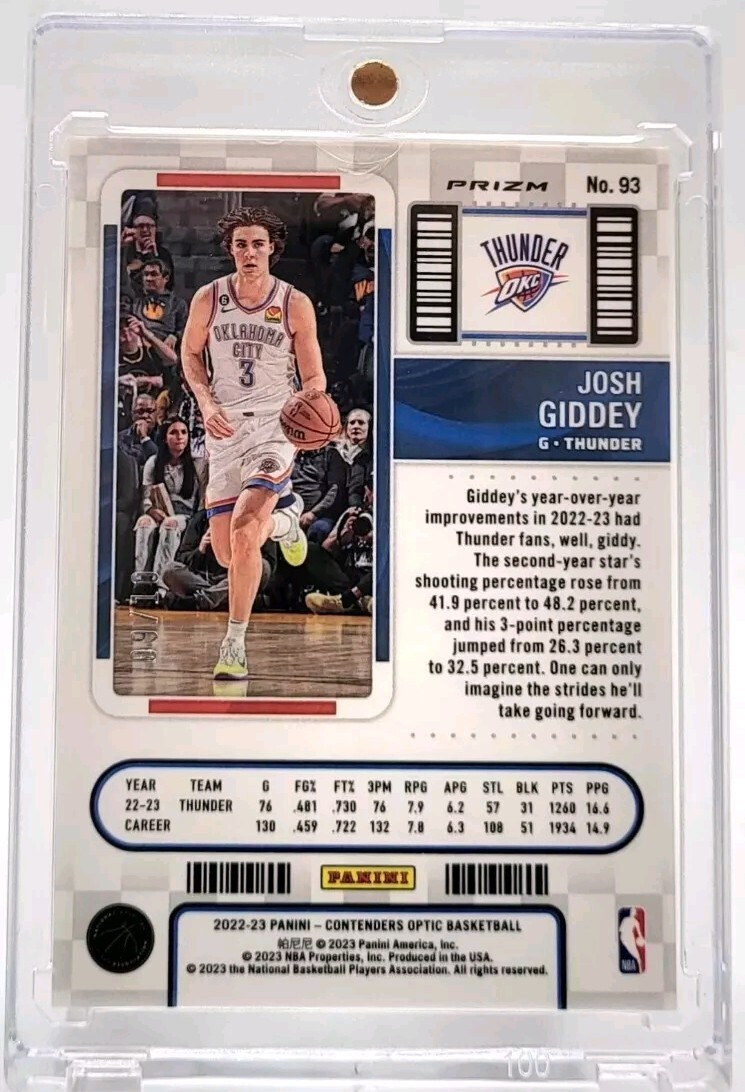 PRIZM No. 93
THUNDER
OKC
OKLAHOMA
CITY
3
JOSH
GIDDEY
G • THUNDER
Giddey's year-over-year
improvements in 2022-23 had
Thunder fans, well, giddy.
The second-year star's
shooting percentage rose from
41.9 percent to 48.2 percent,
and his 3-point percentage
jumped from 26.3 percent
to 32.5 percent. One can only
imagine the strides he'll
take going forward.
09/10
YEAR TEAM G FG% FT% 3PM RPG APG STL BLK PTS PPG
22-23 THUNDER 76 .481 .730 76 7.9 6.2 57 31 1260 16.6
CAREER 130 .459 .722 132 7.8 6.3 108 51 1934 14.9
PANINI
2022-23 PANINI – CONTENDERS OPTIC BASKETBALL
帕尼尼 © 2023 Panini America, Inc.
© 2023 NBA Properties, Inc. Produced in the USA.
© 2023 the National Basketball Players Association. All rights reserved.
NBA
100